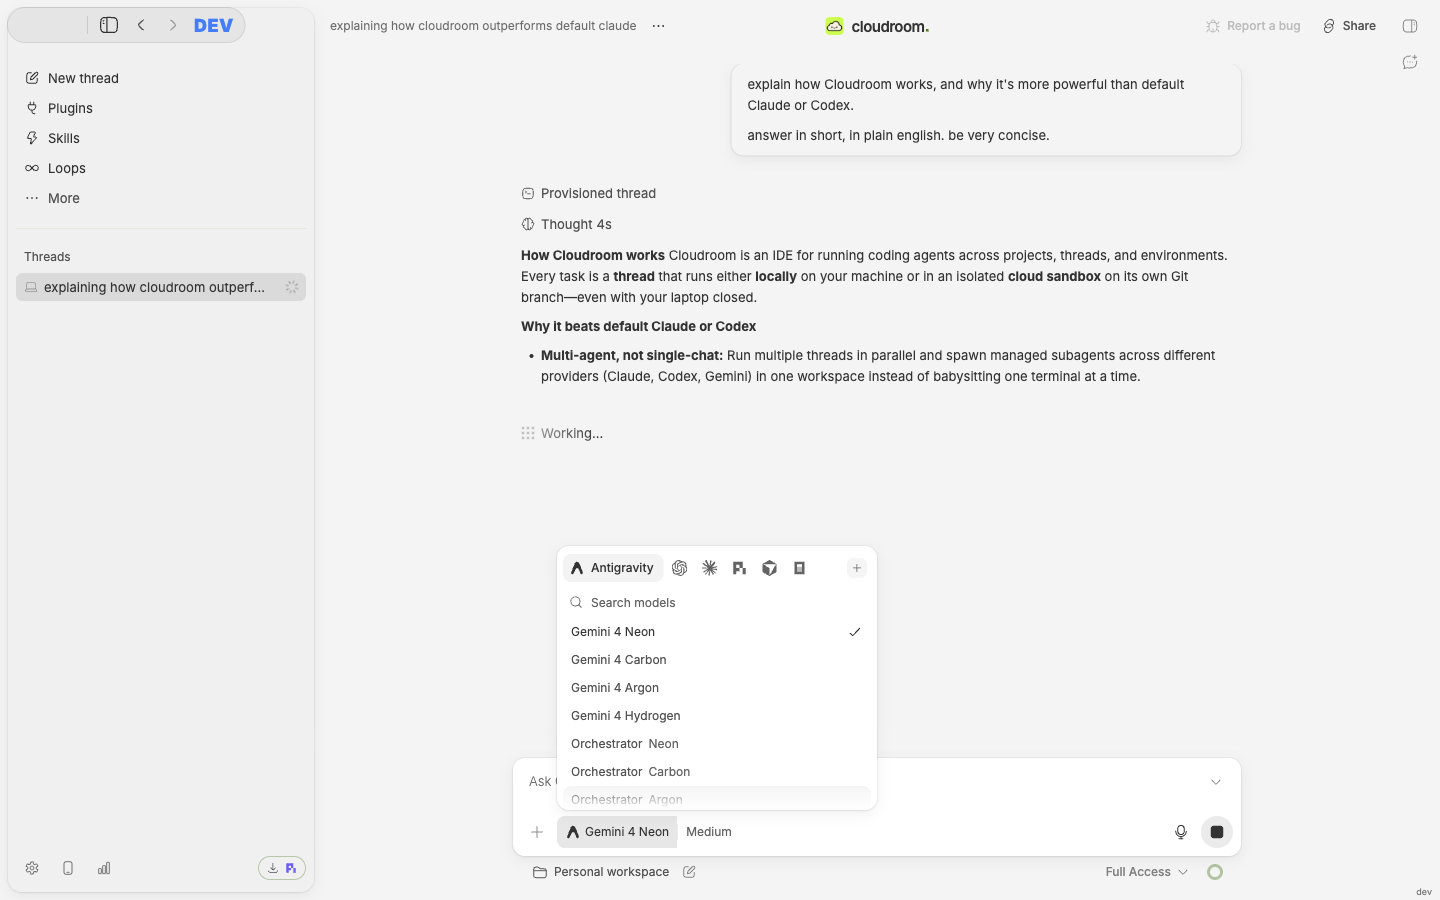 DEV
explaining how cloudroom outperforms default claude
cloudroom.
Report a bug
Share
New thread
Plugins
Skills
Loops
More
Threads
explaining how cloudroom outperf...
explain how Cloudroom works, and why it's more powerful than default
Claude or Codex.
answer in short, in plain english. be very concise.
Provisioned thread
Thought 4s
How Cloudroom works Cloudroom is an IDE for running coding agents across projects, threads, and environments.
Every task is a thread that runs either locally on your machine or in an isolated cloud sandbox on its own Git
branch—even with your laptop closed.
Why it beats default Claude or Codex
• Multi-agent, not single-chat: Run multiple threads in parallel and spawn managed subagents across different
providers (Claude, Codex, Gemini) in one workspace instead of babysitting one terminal at a time.
Working...
Antigravity
Search models
Gemini 4 Neon
Gemini 4 Carbon
Gemini 4 Argon
Gemini 4 Hydrogen
Orchestrator Neon
Orchestrator Carbon
Orchestrator Argon
Ask
Gemini 4 Neon
Medium
Personal workspace
Full Access
dev